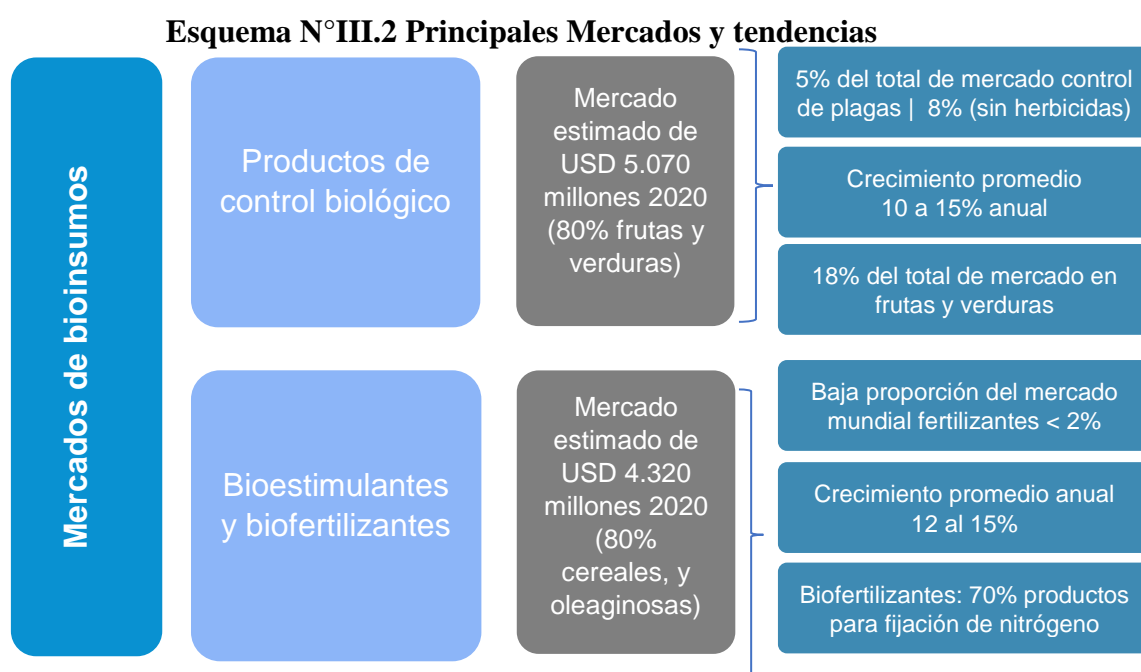 Esquema N°III.2 Principales Mercados y tendencias
Mercados de bioinsumos
Productos de
control biológico
Mercado
estimado de
USD 5.070
millones 2020
(80% frutas y
verduras)
5% del total de mercado control
de plagas | 8% (sin herbicidas)
Crecimiento promedio
10 a 15% anual
18% del total de mercado en
frutas y verduras
Bioestimulantes
y biofertilizantes
Mercado
estimado de
USD 4.320
millones 2020
(80%
cereales, y
oleaginosas)
Baja proporción del mercado
mundial fertilizantes < 2%
Crecimiento promedio anual
12 al 15%
Biofertilizantes: 70% productos
para fijación de nitrógeno